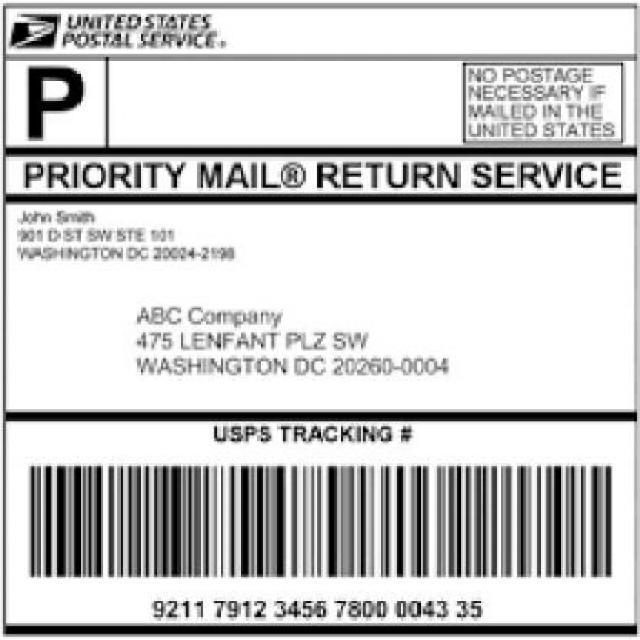 UNITED STATES
POSTAL SERVICE®
P
NO POSTAGE
NECESSARY IF
MAILED IN THE
UNITED STATES
PRIORITY MAIL® RETURN SERVICE
John Smith
901 D ST SW STE 101
WASHINGTON DC 20024-2198
ABC Company
475 LENFANT PLZ SW
WASHINGTON DC 20260-0004
USPS TRACKING #
9211 7912 3456 7800 0043 35